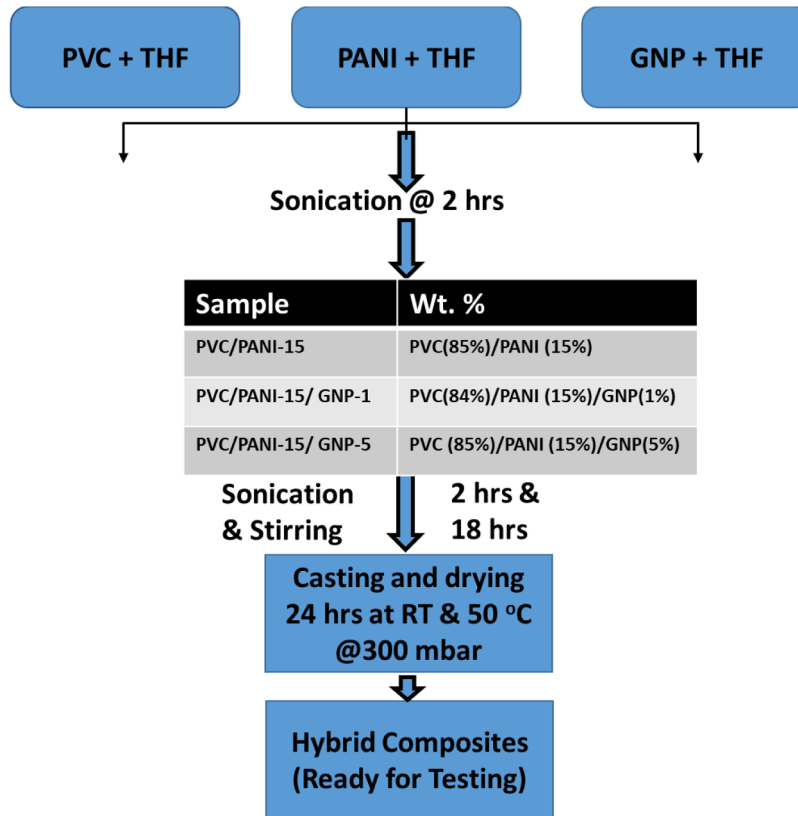 PVC + THF
PANI + THF
GNP + THF
Sonication @ 2 hrs
Sample
Wt. %
PVC/PANI-15
PVC(85%)/PANI (15%)
PVC/PANI-15/ GNP-1
PVC(84%)/PANI (15%)/GNP(1%)
PVC/PANI-15/ GNP-5
PVC (85%)/PANI (15%)/GNP(5%)
Sonication
& Stirring
2 hrs &
18 hrs
Casting and drying
24 hrs at RT & 50 °C
@300 mbar
Hybrid Composites
(Ready for Testing)